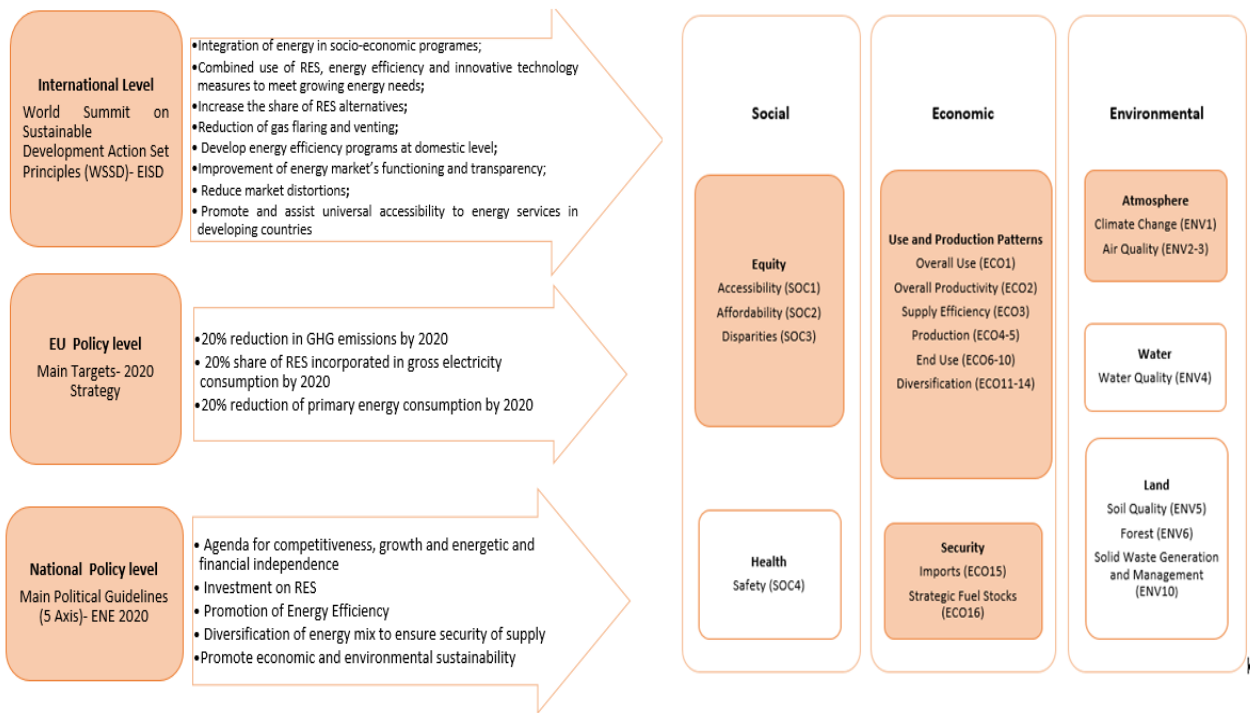 International Level
World Summit on
Sustainable
Development Action Set
Principles (WSSD)- EISD
•Integration of energy in socio-economic programes;
•Combined use of RES, energy efficiency and innovative technology
measures to meet growing energy needs;
•Increase the share of RES alternatives;
•Reduction of gas flaring and venting;
• Develop energy efficiency programs at domestic level;
•Improvement of energy market's functioning and transparency;
• Reduce market distortions;
• Promote and assist universal accessibility to energy services in
developing countries
EU Policy level
Main Targets- 2020
Strategy
•20% reduction in GHG emissions by 2020
• 20% share of RES incorporated in gross electricity
consumption by 2020
•20% reduction of primary energy consumption by 2020
National Policy level
Main Political Guidelines
(5 Axis)- ENE 2020
• Agenda for competitiveness, growth and energetic and
financial independence
• Investment on RES
• Promotion of Energy Efficiency
• Diversification of energy mix to ensure security of supply
•Promote economic and environmental sustainability
Social
Equity
Accessibility (SOC1)
Affordability (SOC2)
Disparities (SOC3)
Health
Safety (SOC4)
Economic
Use and Production Patterns
Overall Use (ECO1)
Overall Productivity (ECO2)
Supply Efficiency (ECO3)
Production (ECO4-5)
End Use (ECO6-10)
Diversification (ECO11-14)
Security
Imports (ECO15)
Strategic Fuel Stocks
(ECO16)
Environmental
Atmosphere
Climate Change (ENV1)
Air Quality (ENV2-3)
Water
Water Quality (ENV4)
Land
Soil Quality (ENV5)
Forest (ENV6)
Solid Waste Generation
and Management
(ENV10)